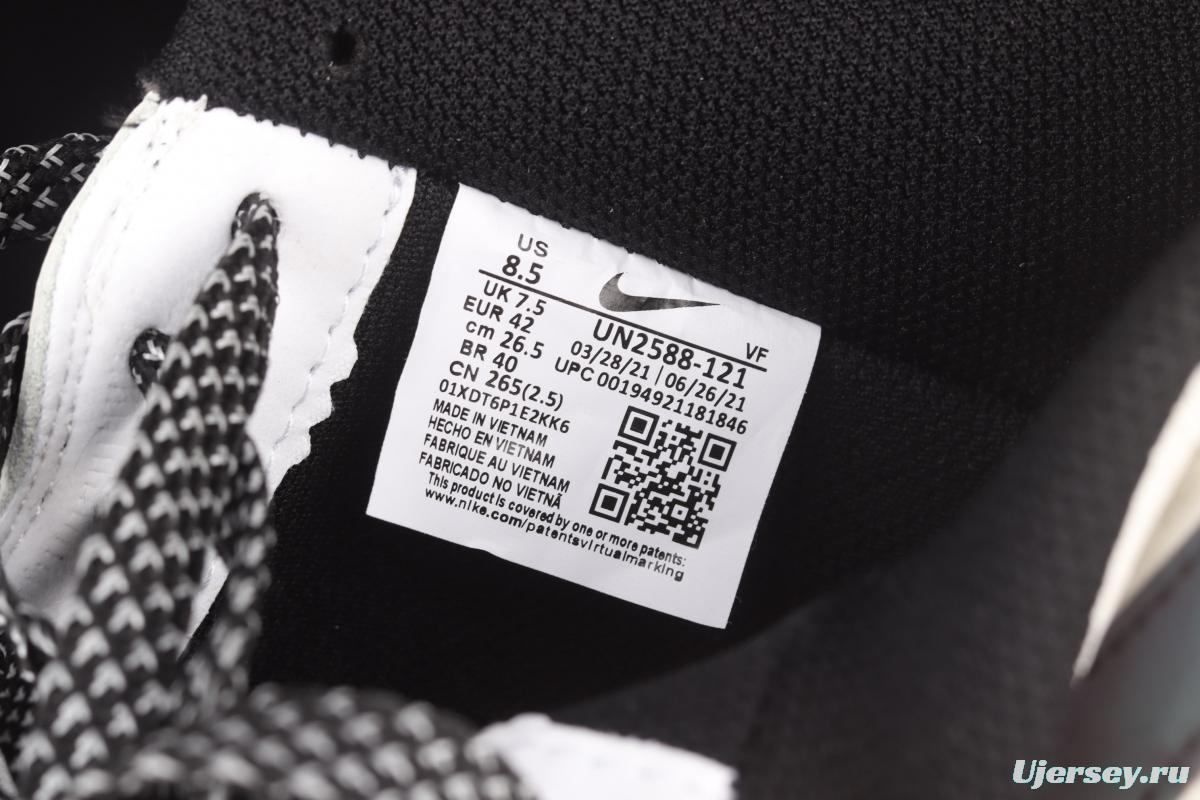 US
8.5
UK 7.5
EUR 42
cm 26.5
BR 40
CN 265(2.5)
UN2588-121 VF
03/28/21 | 06/26/21
UPC 00194921181846
01XDT6P1E2KK6
MADE IN VIETNAM
HECHO EN VIETNAM
FABRIQUE AU VIETNAM
FABRICADO NO VIETNÃ
This product is covered by one or more patents:
www.nike.com/patentsvirtualmarking
Ujersey.ru